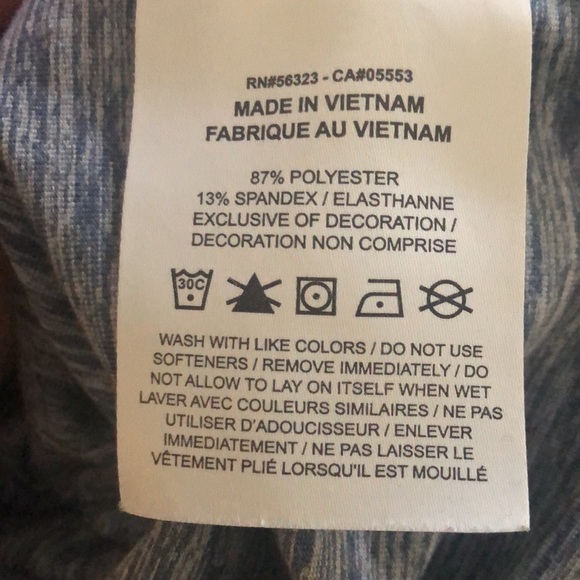 RN#56323 - CA#05553
MADE IN VIETNAM
FABRIQUE AU VIETNAM
87% POLYESTER
13% SPANDEX / ELASTHANNE
EXCLUSIVE OF DECORATION /
DECORATION NON COMPRISE
30C
WASH WITH LIKE COLORS / DO NOT USE
SOFTENERS / REMOVE IMMEDIATELY / DO
NOT ALLOW TO LAY ON ITSELF WHEN WET
LAVER AVEC COULEURS SIMILAIRES / NE PAS
UTILISER D'ADOUCISSEUR / ENLEVER
IMMEDIATEMENT / NE PAS LAISSER LE
VÊTEMENT PLIÉ LORSQU'IL EST MOUILLÉ